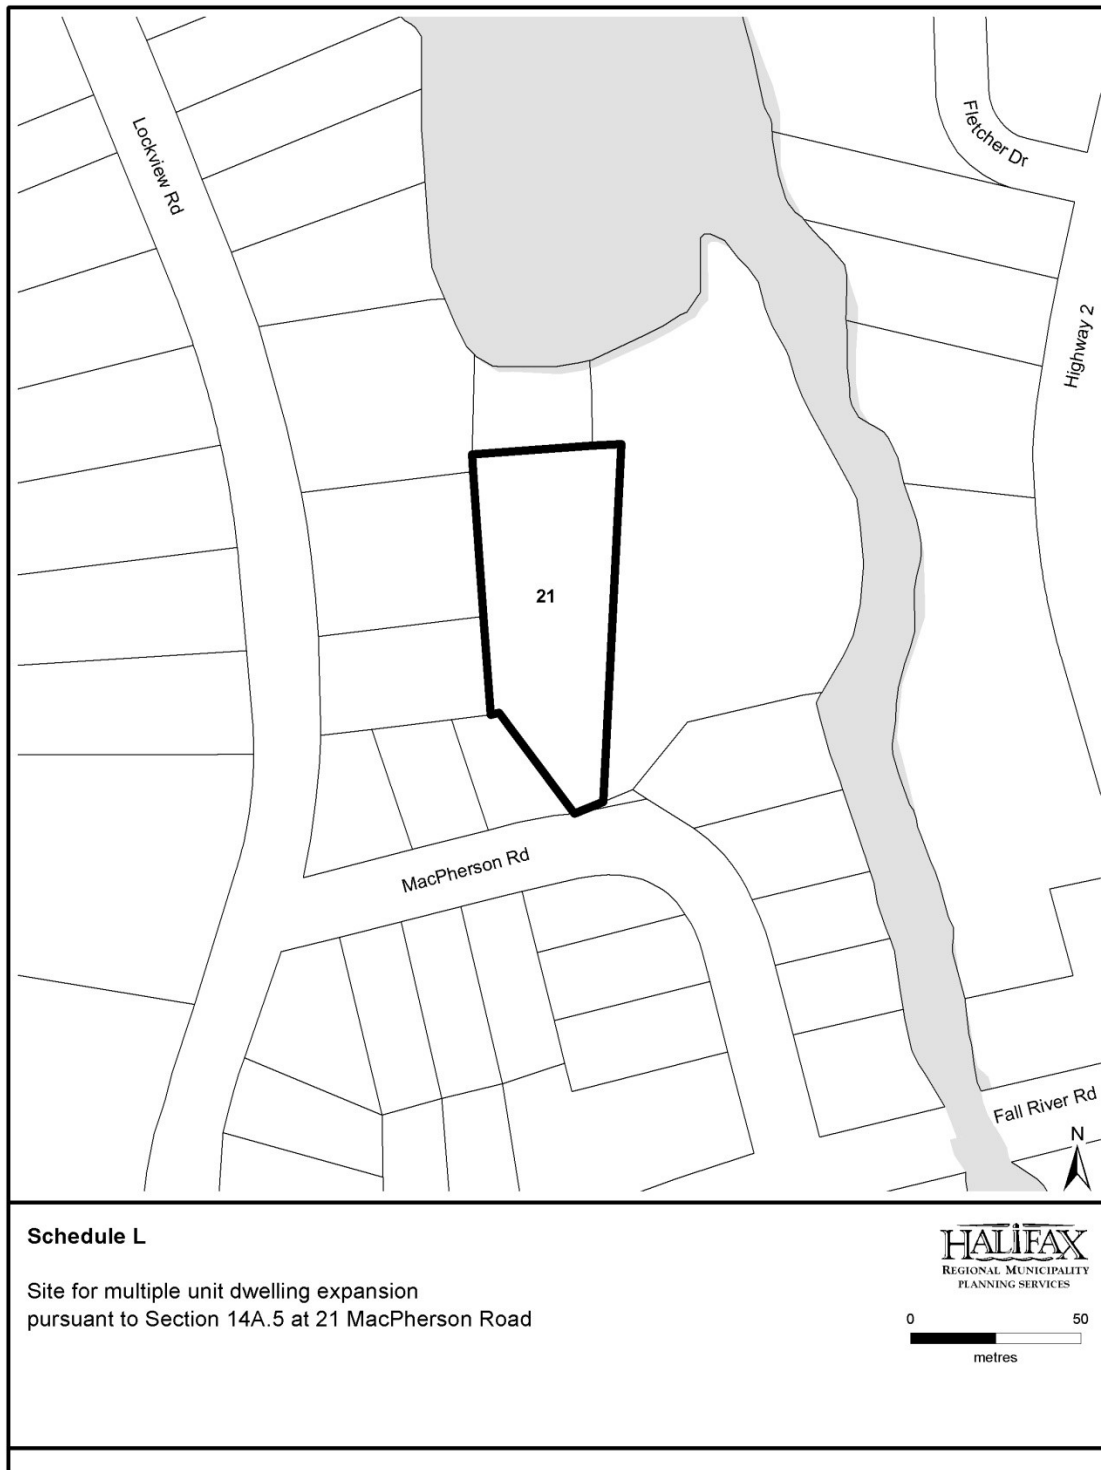 Fletcher Dr
Lockview Rd
Highway 2
21
MacPherson Rd
Fall River Rd
N
Schedule L
Site for multiple unit dwelling expansion
pursuant to Section 14A.5 at 21 MacPherson Road
HALIFAX
REGIONAL MUNICIPALITY
PLANNING SERVICES
0 50
metres